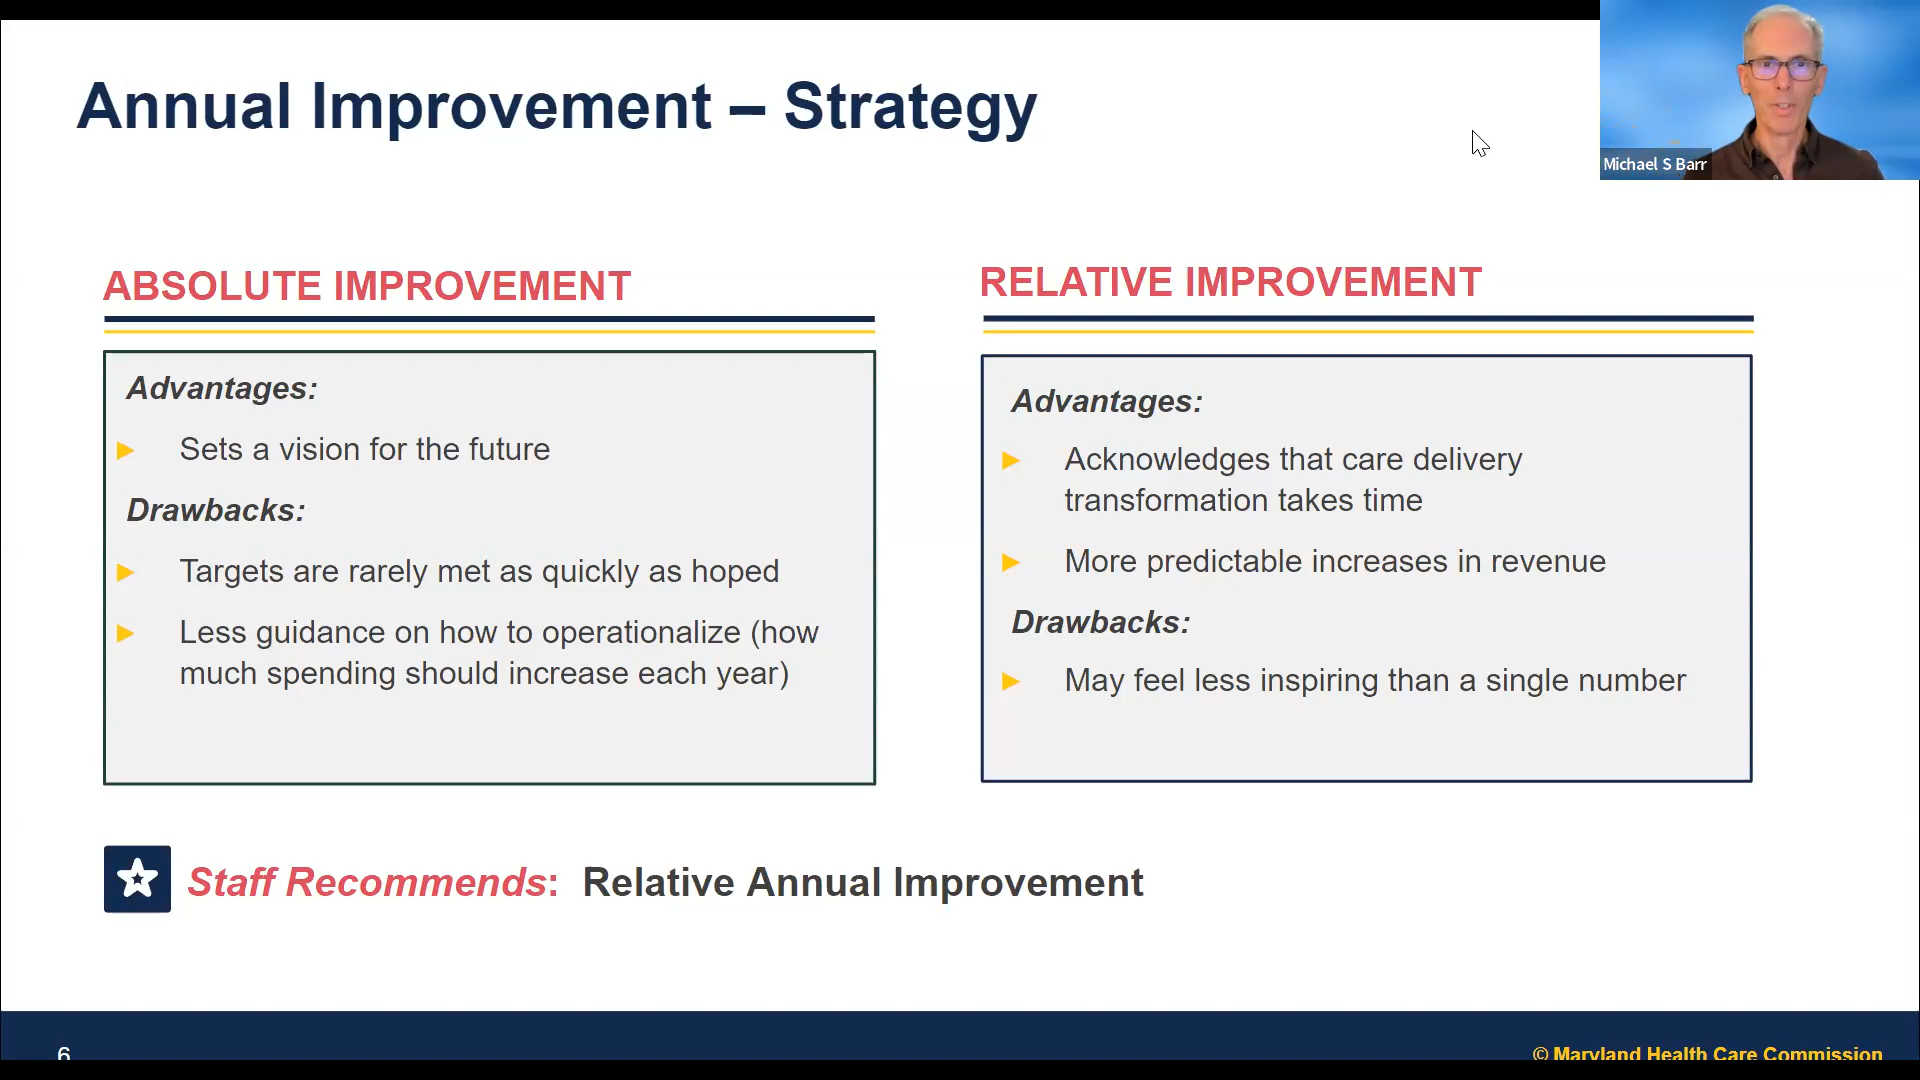 Annual Improvement – Strategy
Michael S Barr
ABSOLUTE IMPROVEMENT
Advantages:
Sets a vision for the future
Drawbacks:
Targets are rarely met as quickly as hoped
Less guidance on how to operationalize (how
much spending should increase each year)
RELATIVE IMPROVEMENT
Advantages:
Acknowledges that care delivery
transformation takes time
More predictable increases in revenue
Drawbacks:
May feel less inspiring than a single number
Staff Recommends: Relative Annual Improvement
6
© Maryland Health Care Commission